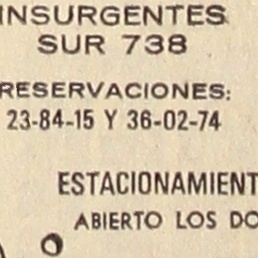 INSURGENTES
SUR 738
RESERVACIONES:
23-84-15 Y 36-02-74
ESTACIONAMIENT
ABIERTO LOS DO